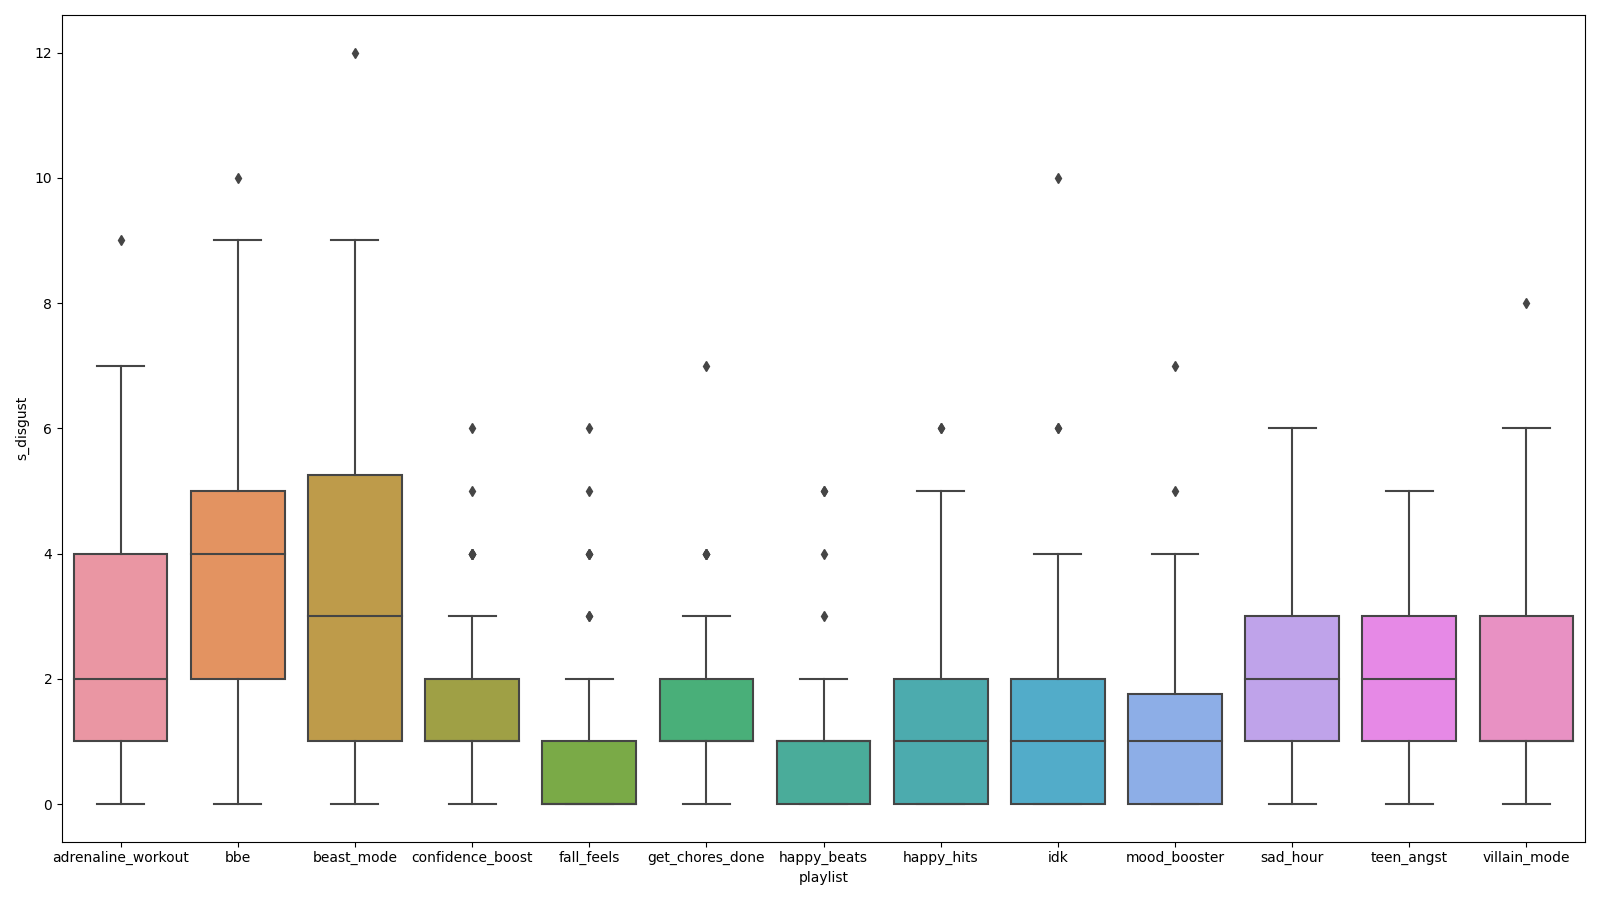 12
10
8
6
4
2
0
s_disgust
adrenaline_workout bbe beast_mode confidence_boost fall_feels get_chores_done happy_beats happy_hits idk mood_booster sad_hour teen_angst villain_mode
playlist